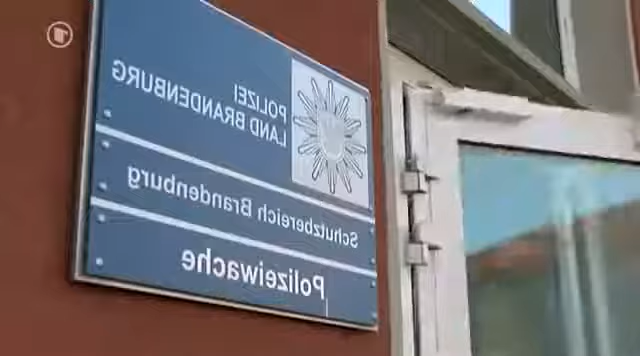 POLIZEI
LAND BRANDENBURG
Schutzbereich Brandenburg
Polizeiwache